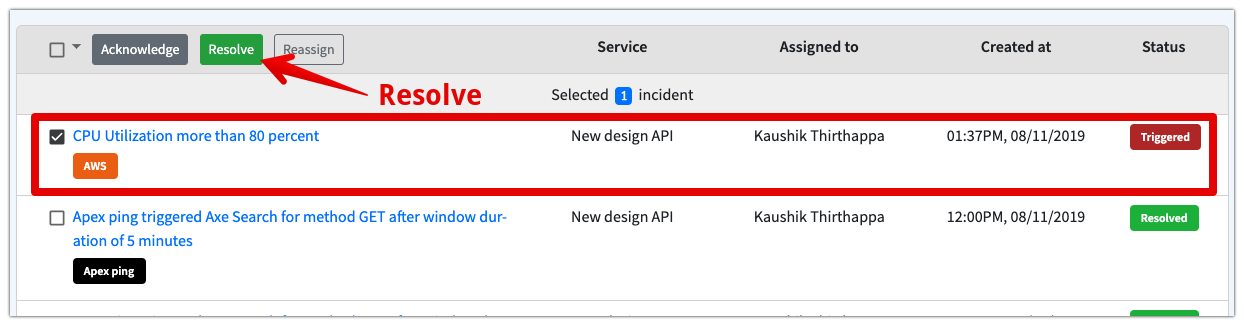 Acknowledge Resolve Reassign Service Assigned to Created at Status
Resolve
Selected 1 incident
CPU Utilization more than 80 percent New design API Kaushik Thirthappa 01:37PM, 08/11/2019 Triggered
AWS
Apex ping triggered Axe Search for method GET after window dur- New design API Kaushik Thirthappa 12:00PM, 08/11/2019 Resolved
ation of 5 minutes
Apex ping